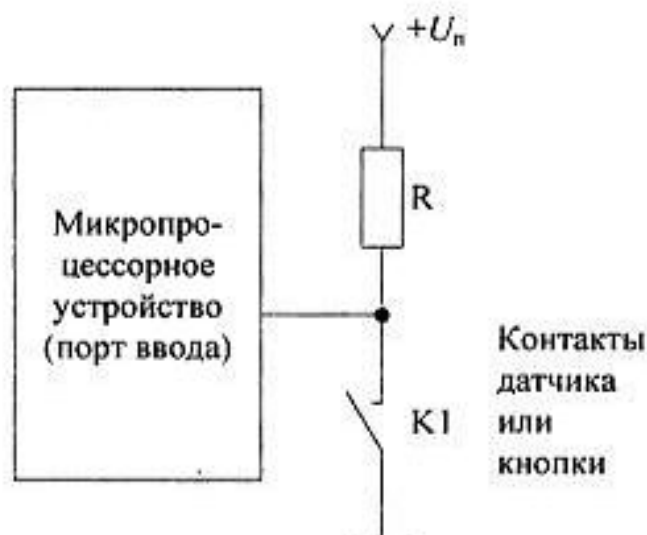 +Uп
R
Микропро-
цессорное
устройство
(порт ввода)
K1
Контакты
датчика
или
кнопки